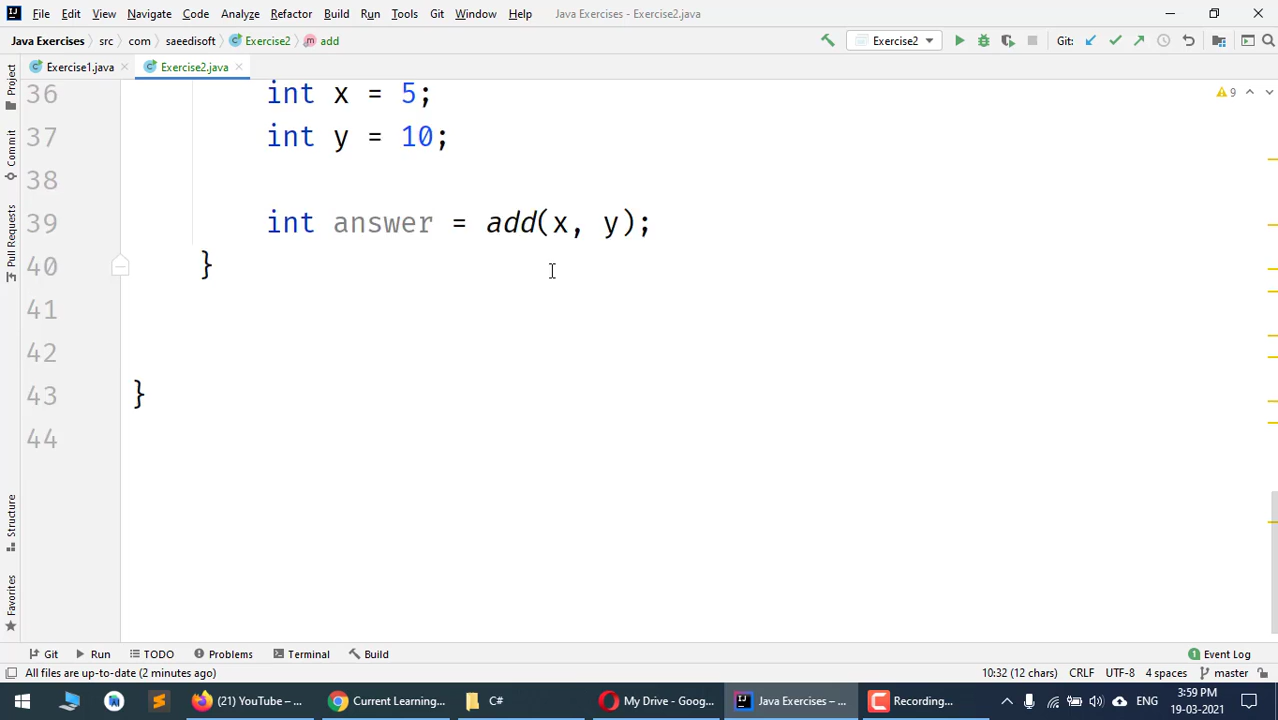 File Edit View Navigate Code Analyze Refactor Build Run Tools Git Window Help Java Exercises - Exercise2.java
Java Exercises src com saeedisoft Exercise2 add Exercise2 Git:
Exercise1.java Exercise2.java
36 int x = 5; 9
37 int y = 10;
38
39 int answer = add(x, y);
40 }
41
42
43 }
44
Project
Commit
Pull Requests
Structure
Favorites
Git Run TODO Problems Terminal Build 1 Event Log
All files are up-to-date (2 minutes ago) 10:32 (12 chars) CRLF UTF-8 4 spaces master
(21) YouTube – ... Current Learning... C# My Drive - Goog... Java Exercises – ... Recording... ENG 3:59 PM
19-03-2021